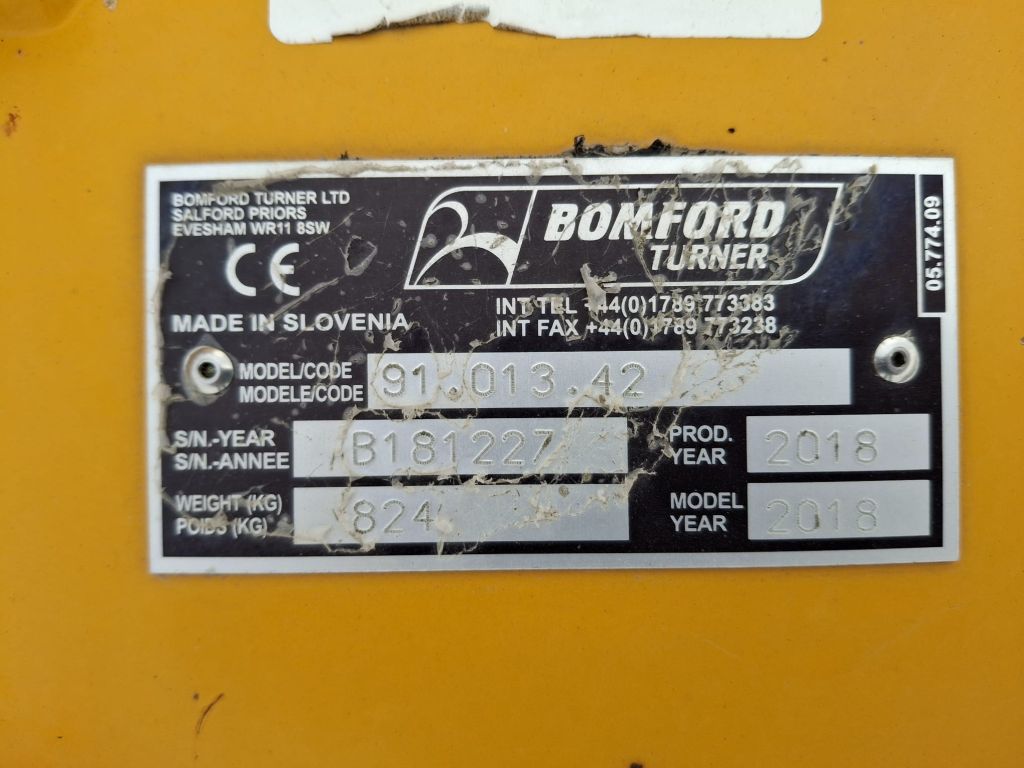 BOMFORD TURNER LTD
SALFORD PRIORS
EVESHAM WR11 8SW
CE
BOMFORD
TURNER
05.774.09
INT TEL +44(0)1789 773383
INT FAX +44(0)1789 773238
MADE IN SLOVENIA
MODEL/CODE
MODELE/CODE
91.013.42
S/N.-YEAR
S/N.-ANNEE
B181227
PROD.
YEAR
2018
WEIGHT (KG)
POIDS (KG)
824
MODEL
YEAR
2018